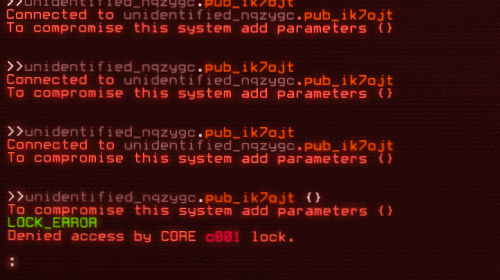 >>unidentified_nqzygc.pub_ik7ojt
Connected to unidentified_nqzygc.pub_ik7ojt
To compromise this system add parameters {}
>>unidentified_nqzygc.pub_ik7ojt
Connected to unidentified_nqzygc.pub_ik7ojt
To compromise this system add parameters {}
>>unidentified_nqzygc.pub_ik7ojt
Connected to unidentified_nqzygc.pub_ik7ojt
To compromise this system add parameters {}
>>unidentified_nqzygc.pub_ik7ojt {}
To compromise this system add parameters {}
LOCK_ERROR
Denied access by CORE c001 lock.
: